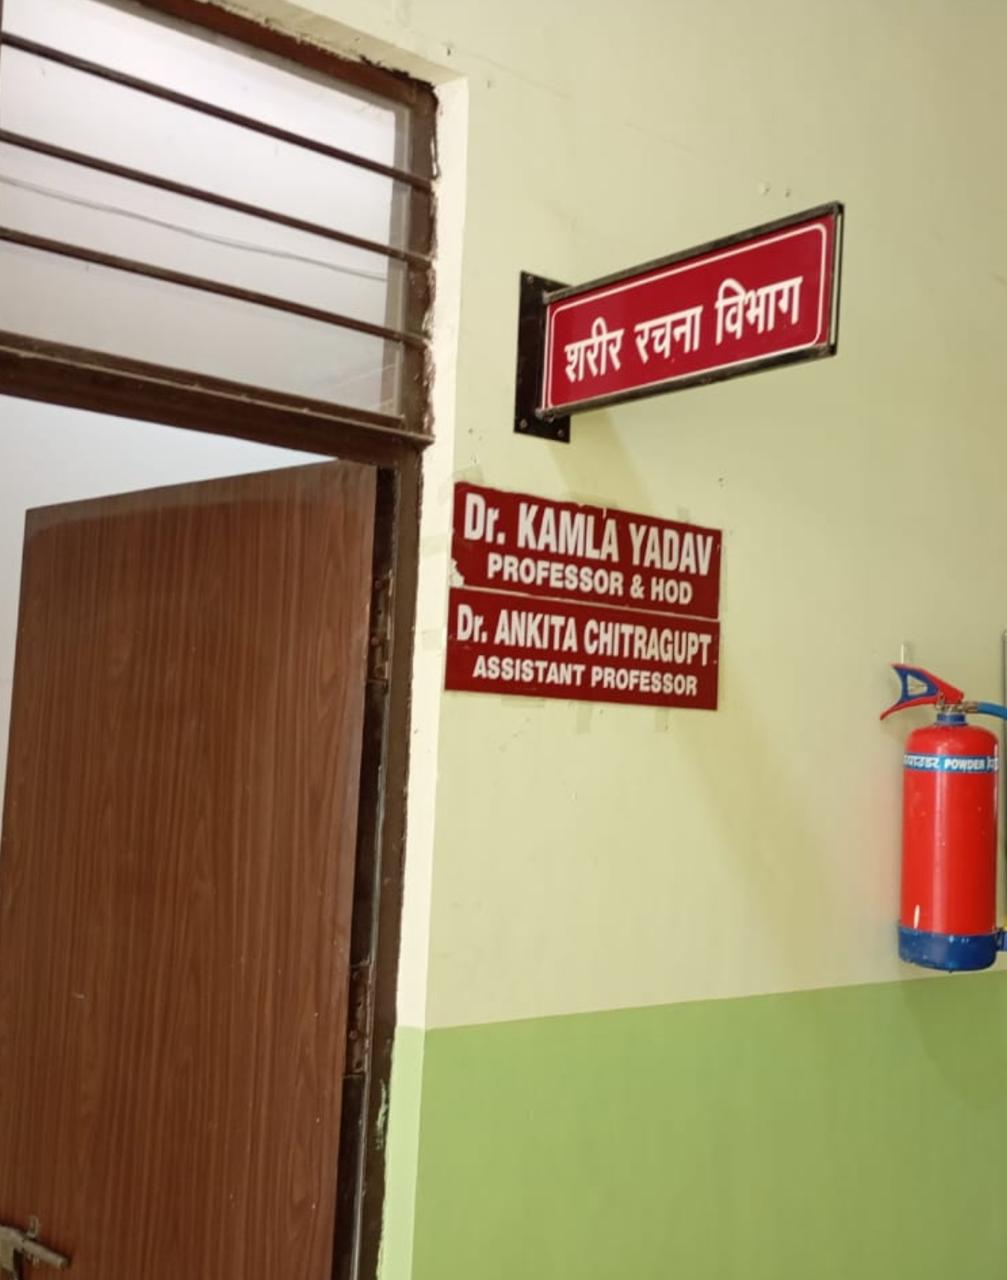 शरीर रचना विभाग
Dr. KAMLA YADAV
PROFESSOR & HOD
Dr. ANKITA CHITRAGUPT
ASSISTANT PROFESSOR
POWDER